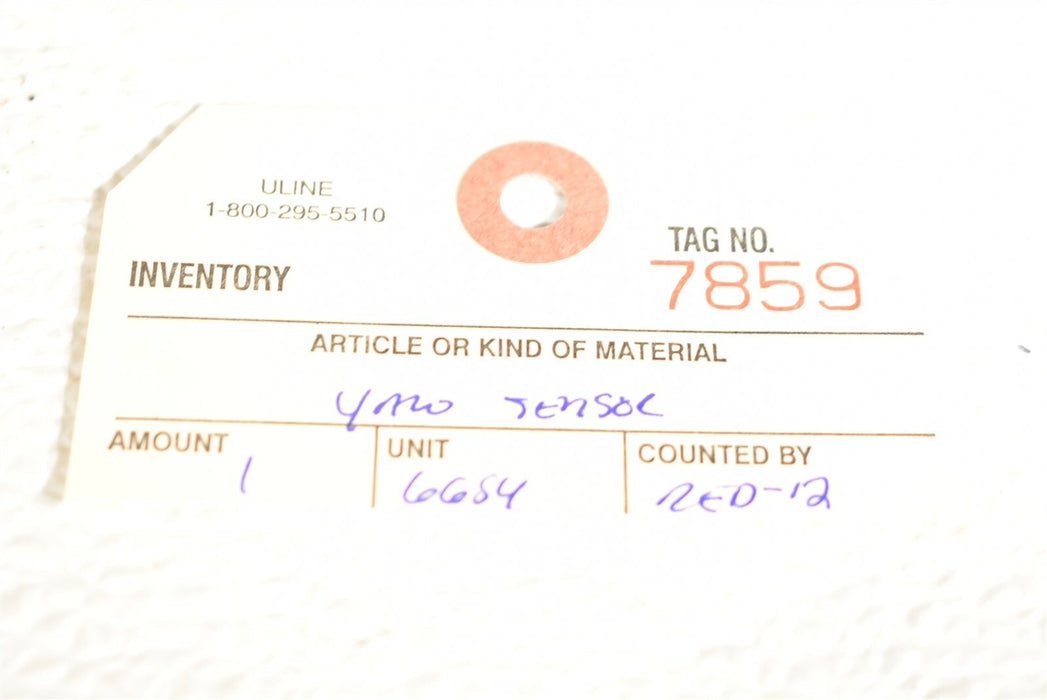 ULINE
1-800-295-5510
INVENTORY
TAG NO.
7859
ARTICLE OR KIND OF MATERIAL
YAW SENSOR
AMOUNT
UNIT
COUNTED BY
1
6654
RED-12